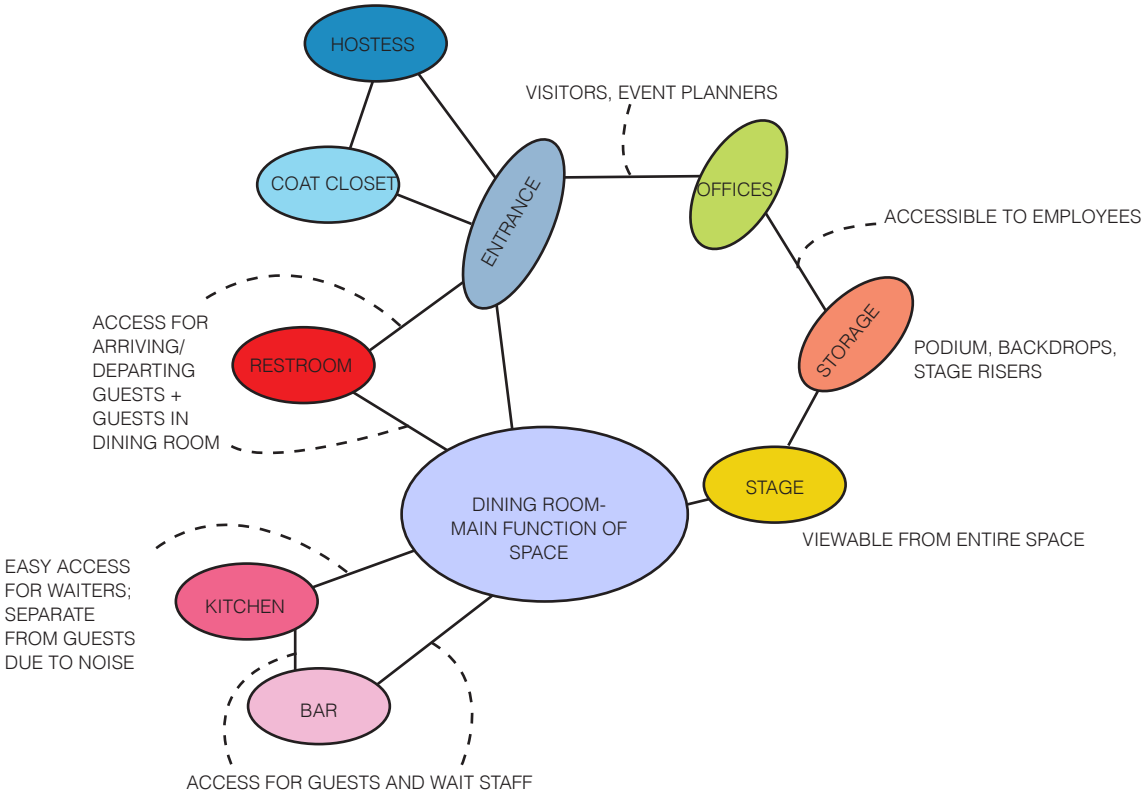 HOSTESS
VISITORS, EVENT PLANNERS
COAT CLOSET
ENTRANCE
OFFICES
ACCESSIBLE TO EMPLOYEES
ACCESS FOR
ARRIVING/
DEPARTING
GUESTS +
GUESTS IN
DINING ROOM
RESTROOM
STORAGE
PODIUM, BACKDROPS,
STAGE RISERS
STAGE
VIEWABLE FROM ENTIRE SPACE
DINING ROOM-
MAIN FUNCTION OF
SPACE
EASY ACCESS
FOR WAITERS;
SEPARATE
FROM GUESTS
DUE TO NOISE
KITCHEN
BAR
ACCESS FOR GUESTS AND WAIT STAFF